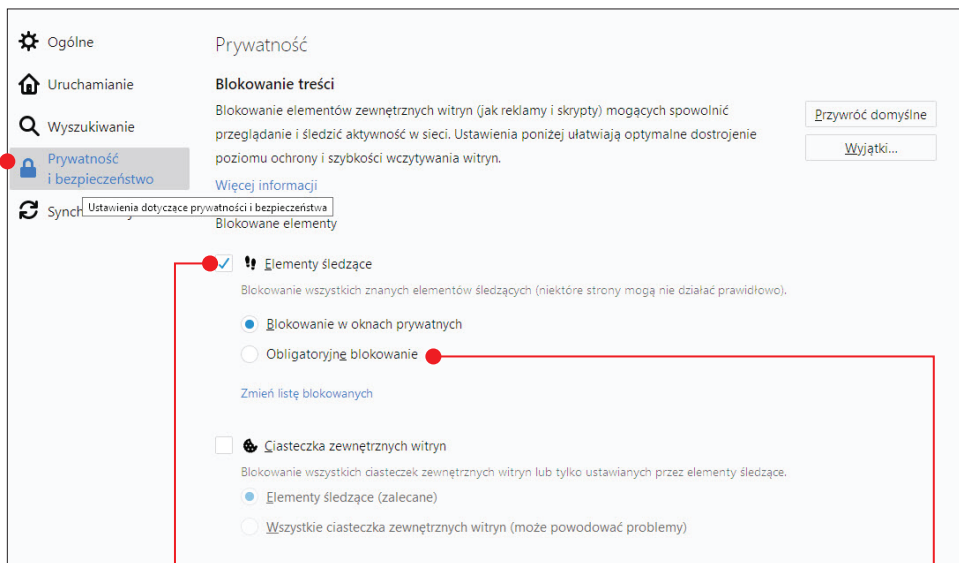 Ogólne
Uruchamianie
Wyszukiwanie
Prywatność
i bezpieczeństwo
Ustawienia dotyczące prywatności i bezpieczeństwa
Prywatność
Blokowanie treści
Blokowanie elementów zewnętrznych witryn (jak reklamy i skrypty) mogących spowolnić
przeglądanie i śledzić aktywność w sieci. Ustawienia poniżej ułatwiają optymalne dostrojenie
poziomu ochrony i szybkości wczytywania witryn.
Więcej informacji
Przywróć domyślne
Wyjątki...
Blokowane elementy
Elementy śledzące
Blokowanie wszystkich znanych elementów śledzących (niektóre strony mogą nie działać prawidłowo).
Blokowanie w oknach prywatnych
Obligatoryjne blokowanie
Zmień listę blokowanych
Ciasteczka zewnętrznych witryn
Blokowanie wszystkich ciasteczek zewnętrznych witryn lub tylko ustawianych przez elementy śledzące.
Elementy śledzące (zalecane)
Wszystkie ciasteczka zewnętrznych witryn (może powodować problemy)